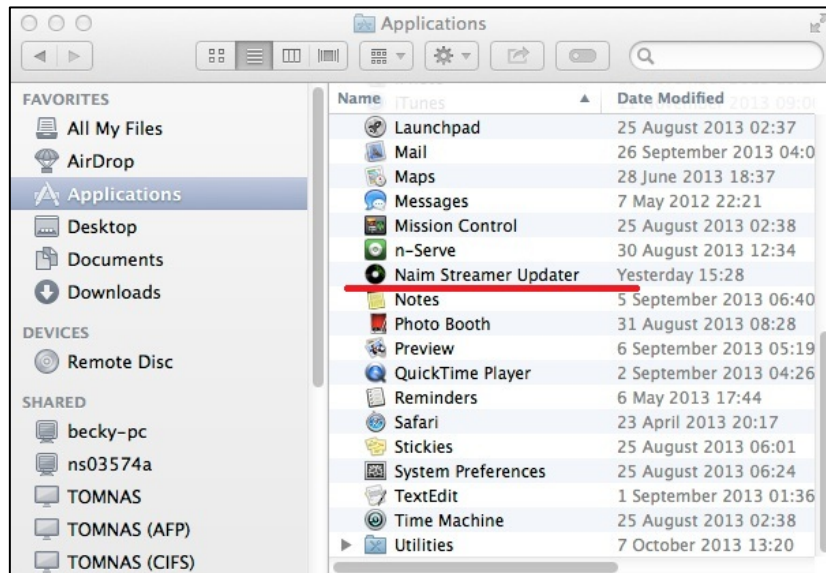 Applications
FAVORITES
All My Files
AirDrop
Applications
Desktop
Documents
Downloads
DEVICES
Remote Disc
SHARED
becky-pc
ns03574a
TOMNAS
TOMNAS (AFP)
TOMNAS (CIFS)
Name Date Modified
iTunes
Launchpad 25 August 2013 02:37
Mail 26 September 2013 04:0
Maps 28 June 2013 18:37
Messages 7 May 2012 22:21
Mission Control 25 August 2013 02:38
n-Serve 30 August 2013 12:34
Naim Streamer Updater Yesterday 15:28
Notes 5 September 2013 06:40
Photo Booth 31 August 2013 08:28
Preview 6 September 2013 05:19
QuickTime Player 2 September 2013 04:26
Reminders 6 May 2013 17:44
Safari 23 April 2013 20:17
Stickies 25 August 2013 06:01
System Preferences 25 August 2013 06:24
TextEdit 1 September 2013 01:36
Time Machine 25 August 2013 02:38
Utilities 7 October 2013 13:20